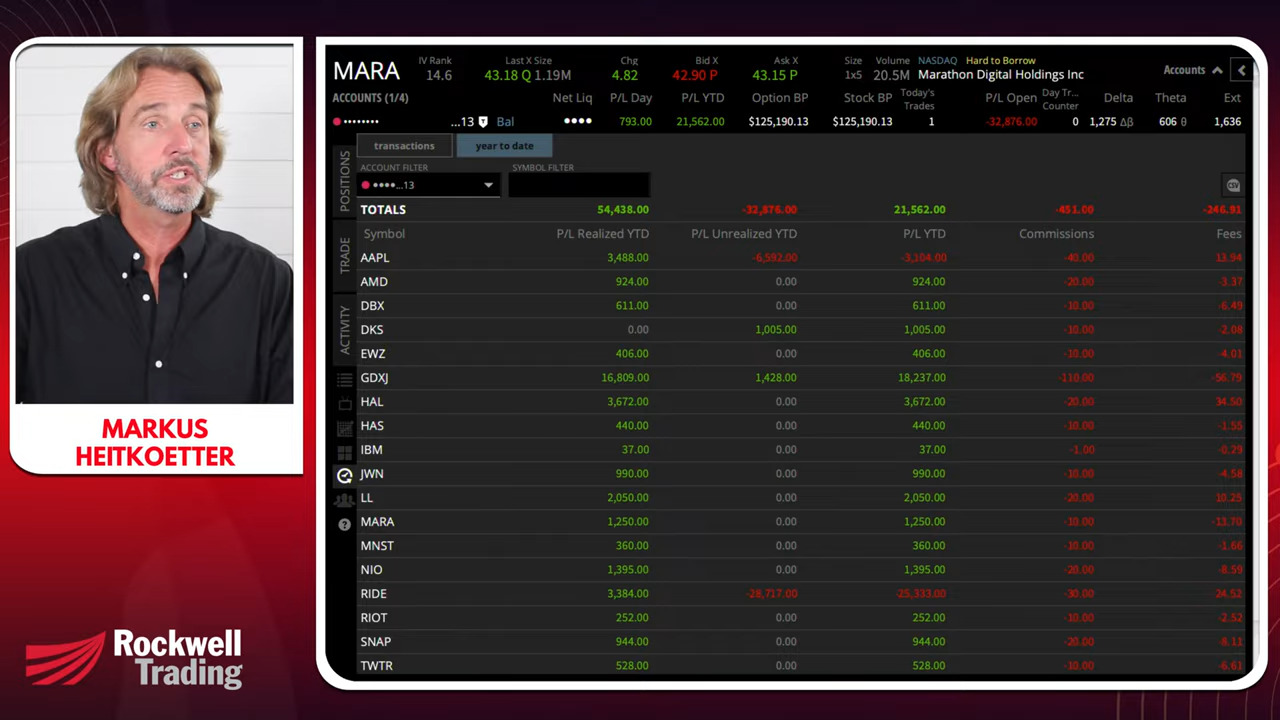 MARKUS
HEITKOETTER
Rockwell
Trading
MARA
IV Rank Last X Size Chg Bid X Ask X Size Volume NASDAQ Hard to Borrow
14.6 43.18 Q 1.19M 4.82 42.90 P 43.15 P 1x5 20.5M Marathon Digital Holdings Inc
Accounts
ACCOUNTS (1/4) Net Liq P/L Day P/L YTD Option BP Stock BP Today's Trades P/L Open Day Tr... Counter Delta Theta Ext
...13 Bal 793.00 21,562.00 $125,190.13 $125,190.13 1 -32,876.00 0 1,275 Δβ 606 θ 1,636
POSITIONS
TRADE
ACTIVITY
transactions year to date
ACCOUNT FILTER SYMBOL FILTER
...13
CSV
TOTALS 54,438.00 -32,876.00 21,562.00 -451.00 -246.91
Symbol P/L Realized YTD P/L Unrealized YTD P/L YTD Commissions Fees
AAPL 3,488.00 -6,592.00 -3,104.00 -40.00 13.94
AMD 924.00 0.00 924.00 -20.00 -3.37
DBX 611.00 0.00 611.00 -10.00 -6.49
DKS 0.00 1,005.00 1,005.00 -10.00 -2.08
EWZ 406.00 0.00 406.00 -10.00 -4.01
GDXJ 16,809.00 1,428.00 18,237.00 -110.00 -56.79
HAL 3,672.00 0.00 3,672.00 -20.00 34.50
HAS 440.00 0.00 440.00 -10.00 -1.55
IBM 37.00 0.00 37.00 -1.00 -0.29
JWN 990.00 0.00 990.00 -10.00 -4.58
LL 2,050.00 0.00 2,050.00 -20.00 10.25
MARA 1,250.00 0.00 1,250.00 -10.00 -13.70
MNST 360.00 0.00 360.00 -10.00 -1.66
NIO 1,395.00 0.00 1,395.00 -20.00 -8.59
RIDE 3,384.00 -28,717.00 -25,333.00 -30.00 -24.52
RIOT 252.00 0.00 252.00 -10.00 -2.52
SNAP 944.00 0.00 944.00 -20.00 -8.11
TWTR 528.00 0.00 528.00 -10.00 -6.61